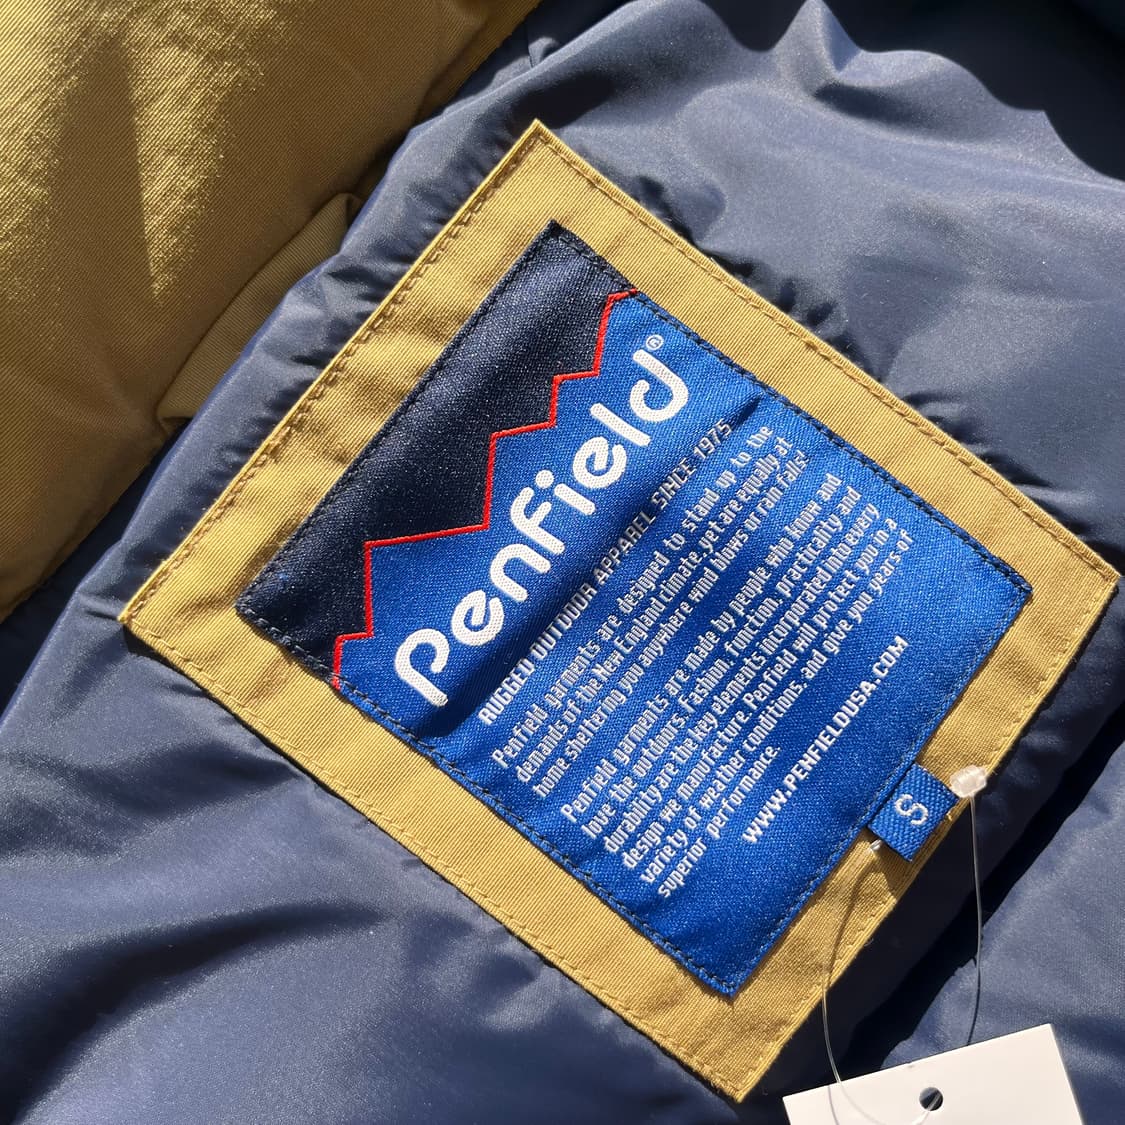 Penfield®
RUGGED OUTDOOR APPAREL SINCE 1975
Penfield garments are designed to stand up to the
demands of the New England climate, yet are equally at
home sheltering you anywhere wind blows or rain falls!
Penfield garments are made by people who know and
love 'the outdoors'. Fashion, function, practicality and
durability are the key elements incorporated into every
design we manufacture. Penfield will protect you in a
variety of weather conditions, and give you years of
superior performance.
WWW.PENFIELDUSA.COM
S